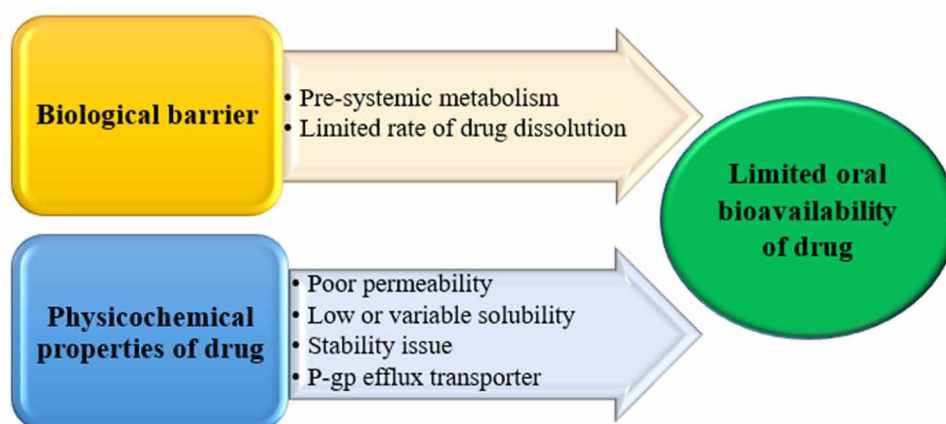 Biological barrier
• Pre-systemic metabolism
• Limited rate of drug dissolution
Limited oral
bioavailability
of drug
Physicochemical
properties of drug
• Poor permeability
• Low or variable solubility
• Stability issue
• P-gp efflux transporter